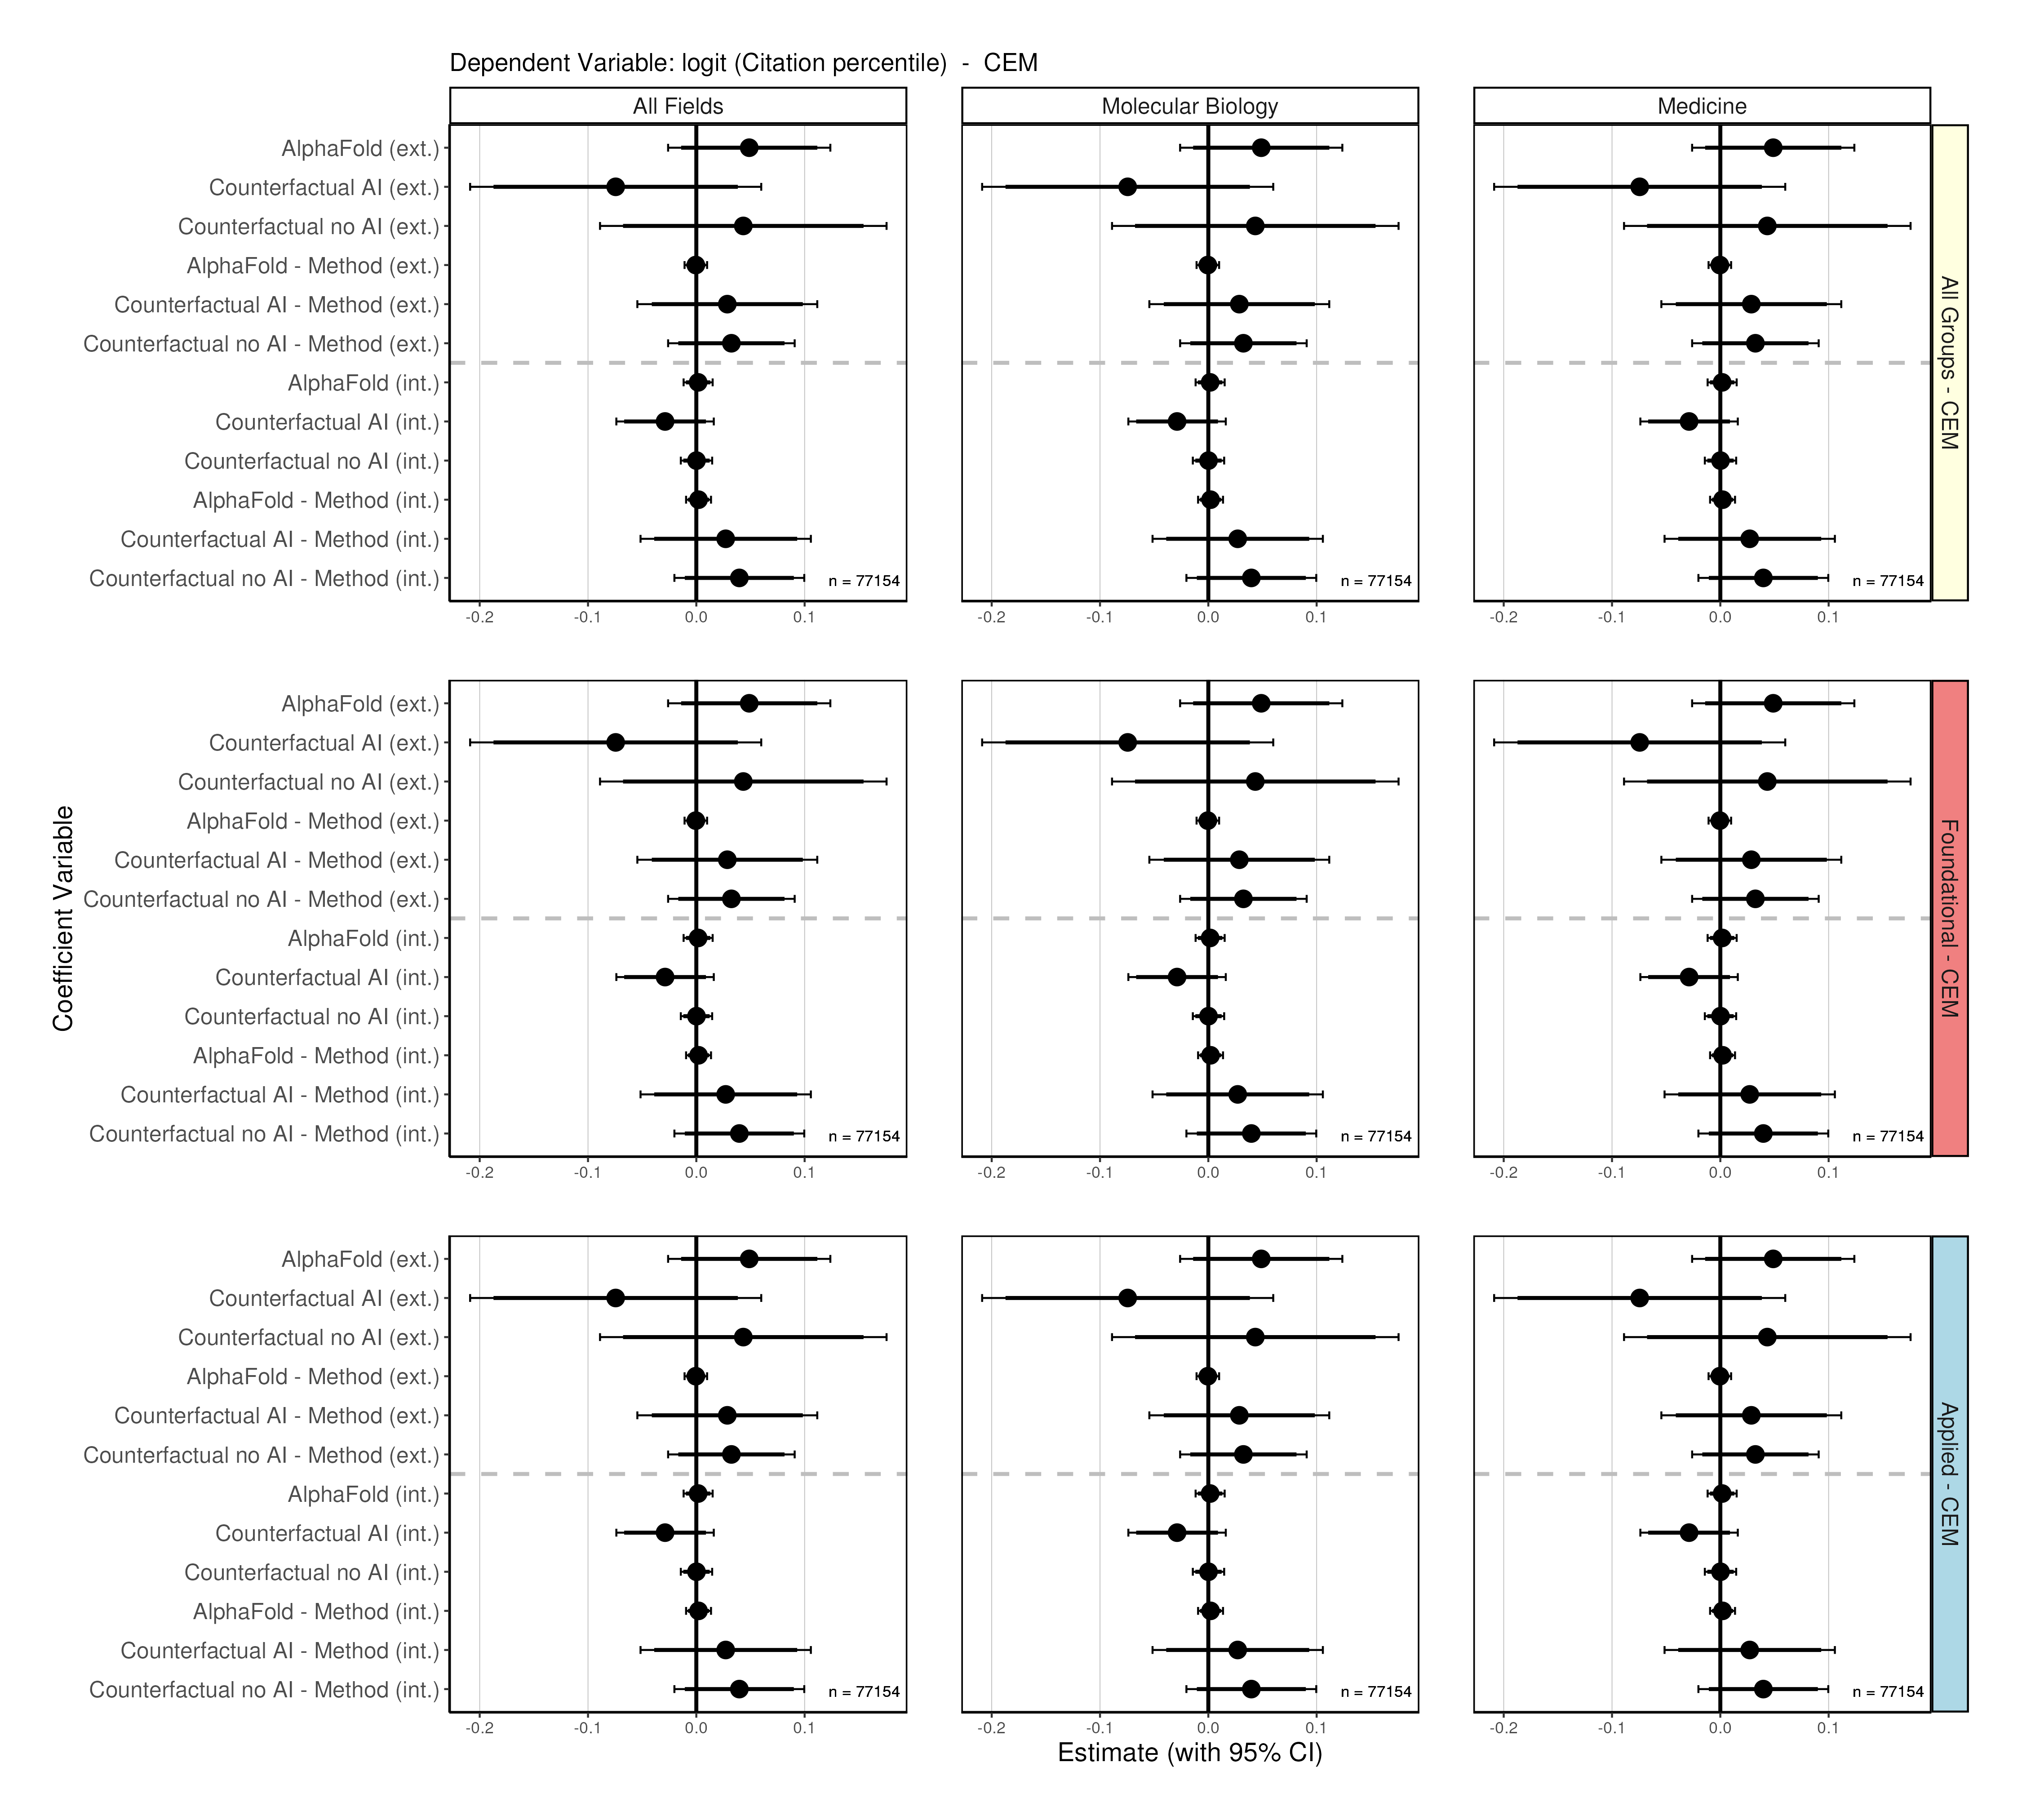 Dependent Variable: logit (Citation percentile)  -  CEM
All Fields
Molecular Biology
Medicine
AlphaFold (ext.)
Counterfactual AI (ext.)
Counterfactual no AI (ext.)
AlphaFold - Method (ext.)
Counterfactual AI - Method (ext.)
Counterfactual no AI - Method (ext.)
AlphaFold (int.)
Counterfactual AI (int.)
Counterfactual no AI (int.)
AlphaFold - Method (int.)
Counterfactual AI - Method (int.)
Counterfactual no AI - Method (int.)
n = 77154
n = 77154
n = 77154
All Groups - CEM
-0.2 -0.1 0.0 0.1
-0.2 -0.1 0.0 0.1
-0.2 -0.1 0.0 0.1
Coefficient Variable
AlphaFold (ext.)
Counterfactual AI (ext.)
Counterfactual no AI (ext.)
AlphaFold - Method (ext.)
Counterfactual AI - Method (ext.)
Counterfactual no AI - Method (ext.)
AlphaFold (int.)
Counterfactual AI (int.)
Counterfactual no AI (int.)
AlphaFold - Method (int.)
Counterfactual AI - Method (int.)
Counterfactual no AI - Method (int.)
n = 77154
n = 77154
n = 77154
Foundational - CEM
-0.2 -0.1 0.0 0.1
-0.2 -0.1 0.0 0.1
-0.2 -0.1 0.0 0.1
AlphaFold (ext.)
Counterfactual AI (ext.)
Counterfactual no AI (ext.)
AlphaFold - Method (ext.)
Counterfactual AI - Method (ext.)
Counterfactual no AI - Method (ext.)
AlphaFold (int.)
Counterfactual AI (int.)
Counterfactual no AI (int.)
AlphaFold - Method (int.)
Counterfactual AI - Method (int.)
Counterfactual no AI - Method (int.)
n = 77154
n = 77154
n = 77154
Applied - CEM
-0.2 -0.1 0.0 0.1
-0.2 -0.1 0.0 0.1
-0.2 -0.1 0.0 0.1
Estimate (with 95% CI)